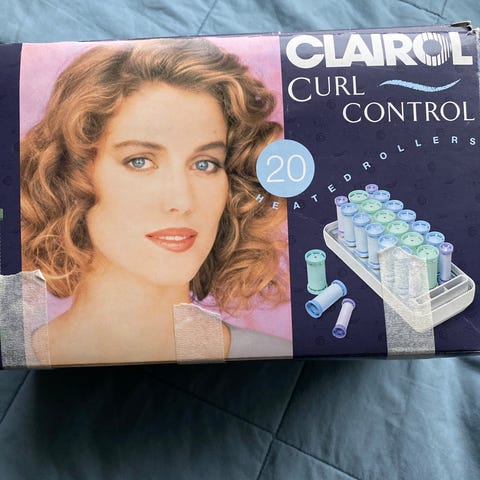 CLAIROL
CURL
CONTROL
20
HEATED ROLLERS